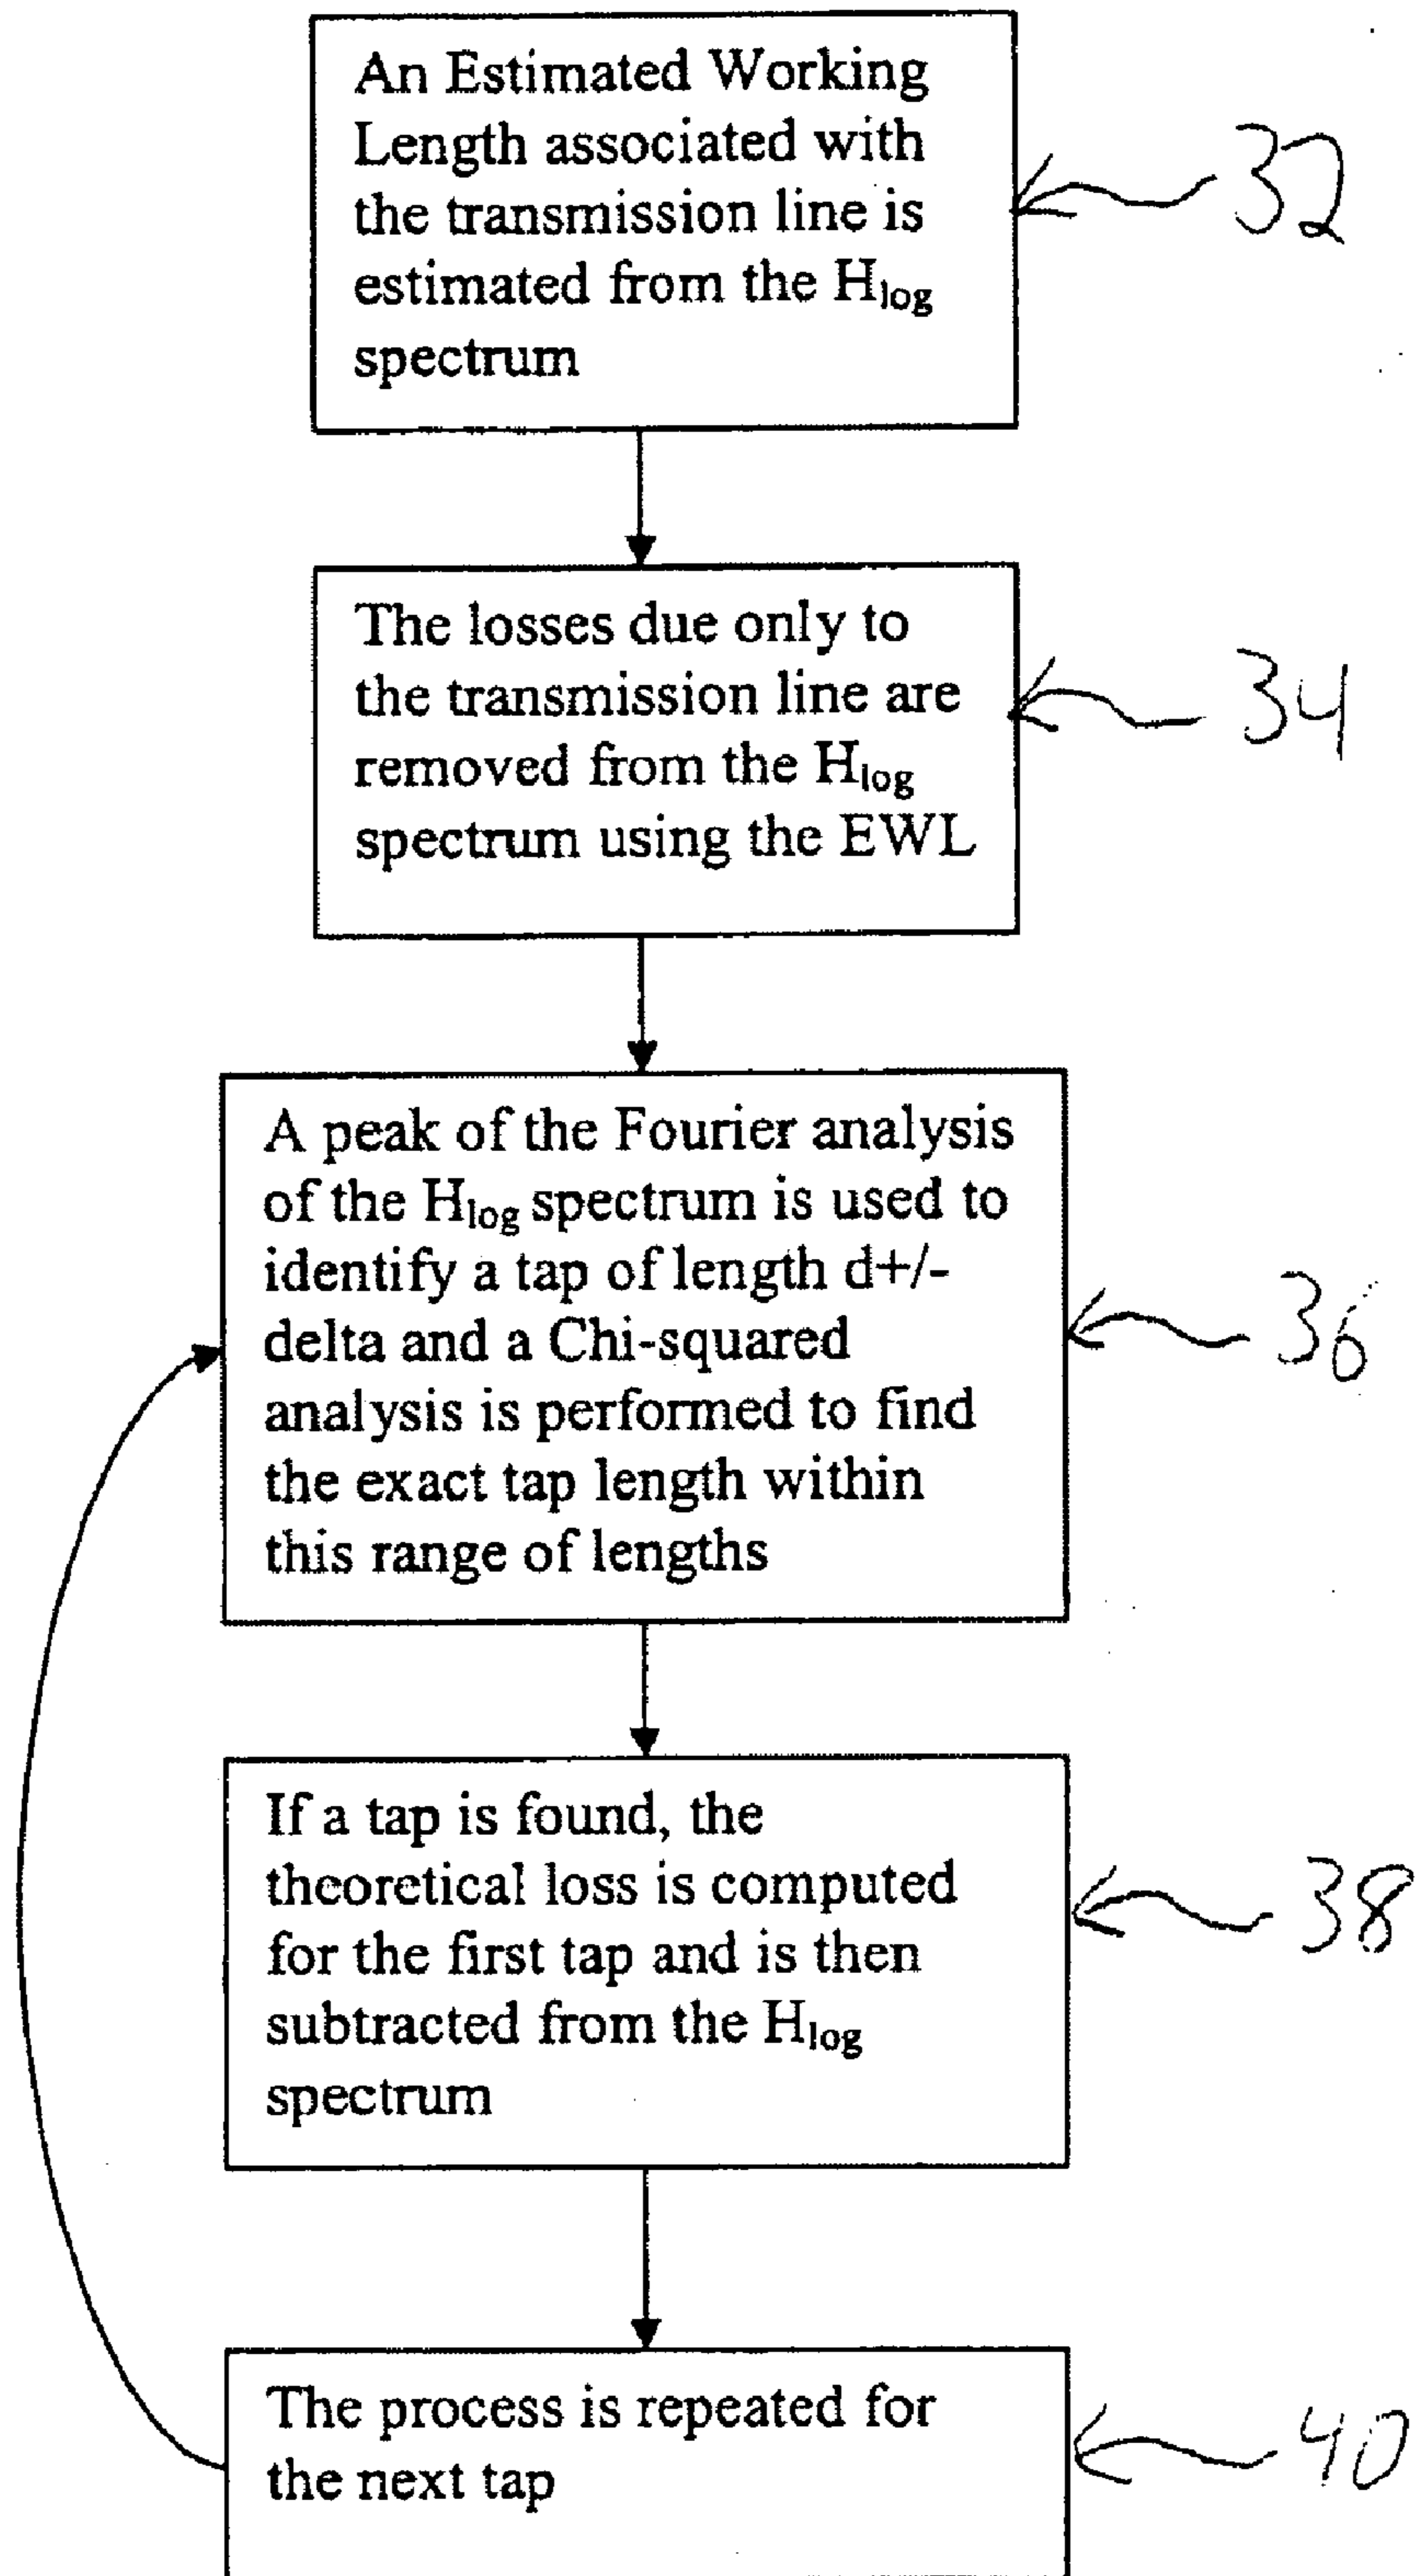 An Estimated Working
Length associated with
the transmission line is
estimated from the Hlog
spectrum
32
The losses due only to
the transmission line are
removed from the Hlog
spectrum using the EWL
34
A peak of the Fourier analysis
of the Hlog spectrum is used to
identify a tap of length d+/-
delta and a Chi-squared
analysis is performed to find
the exact tap length within
this range of lengths
36
If a tap is found, the
theoretical loss is computed
for the first tap and is then
subtracted from the Hlog
spectrum
38
The process is repeated for
the next tap
40